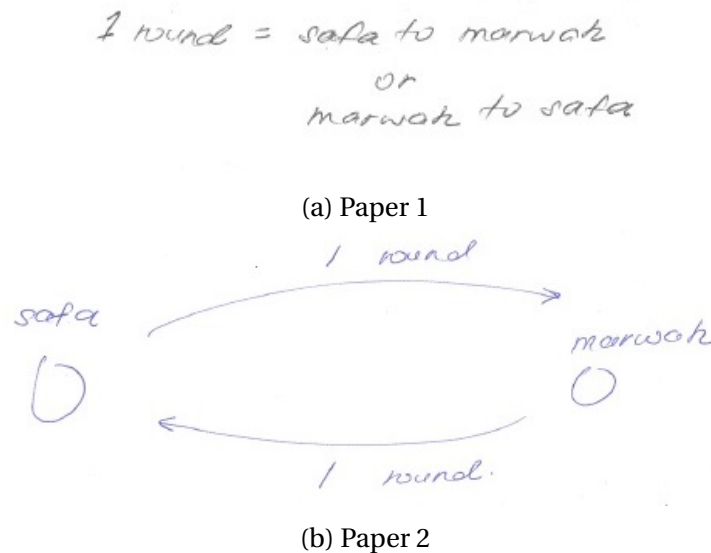 1 round = safa to marwah
or
marwah to safa
(a) Paper 1
1 round
safa
marwah
1 round.
(b) Paper 2